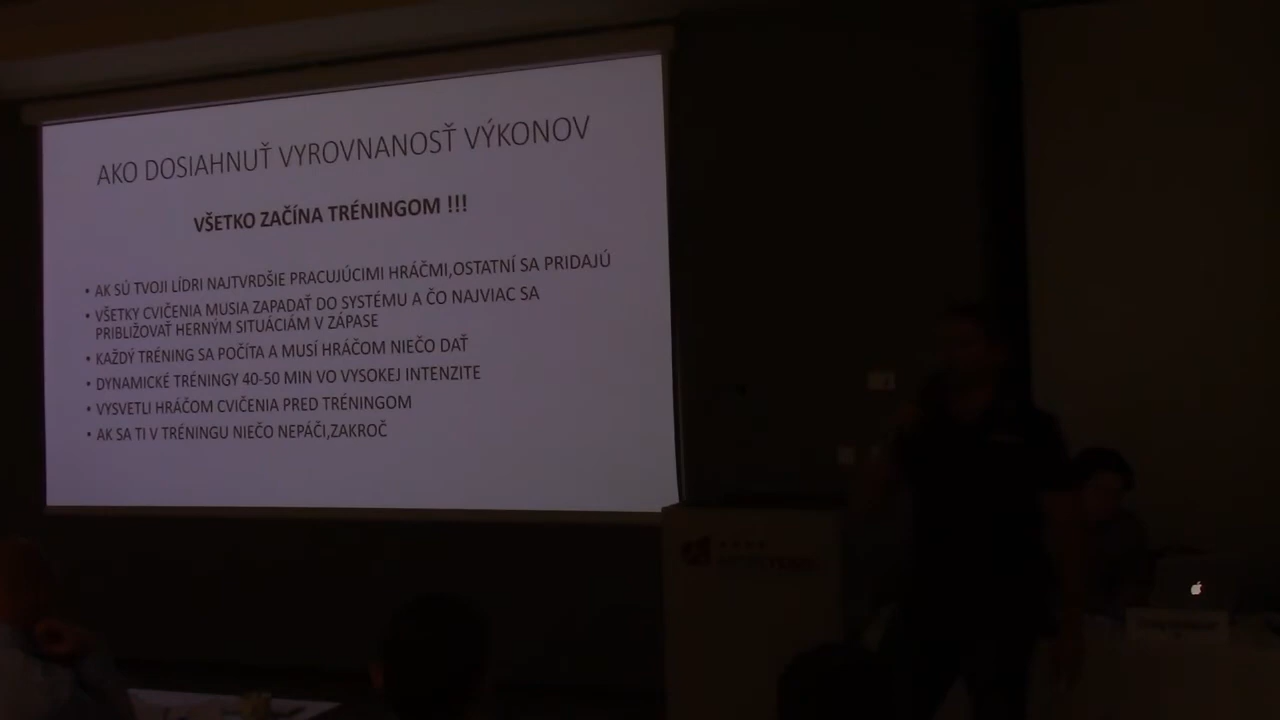 AKO DOSIAHNUŤ VYROVNANOSŤ VÝKONOV
VŠETKO ZAČÍNA TRÉNINGOM !!!
• AK SÚ TVOJI LÍDRI NAJTVRDŠIE PRACUJÚCIMI HRÁČMI,OSTATNÍ SA PRIDAJÚ
• VŠETKY CVIČENIA MUSIA ZAPADAŤ DO SYSTÉMU A ČO NAJVIAC SA
PRIBLIŽOVAŤ HERNÝM SITUÁCIÁM V ZÁPASE
• KAŽDÝ TRÉNING SA POČÍTA A MUSÍ HRÁČOM NIEČO DAŤ
• DYNAMICKÉ TRÉNINGY 40-50 MIN VO VYSOKEJ INTENZITE
• VYSVETLI HRÁČOM CVIČENIA PRED TRÉNINGOM
• AK SA TI V TRÉNINGU NIEČO NEPÁČI,ZAKROČ